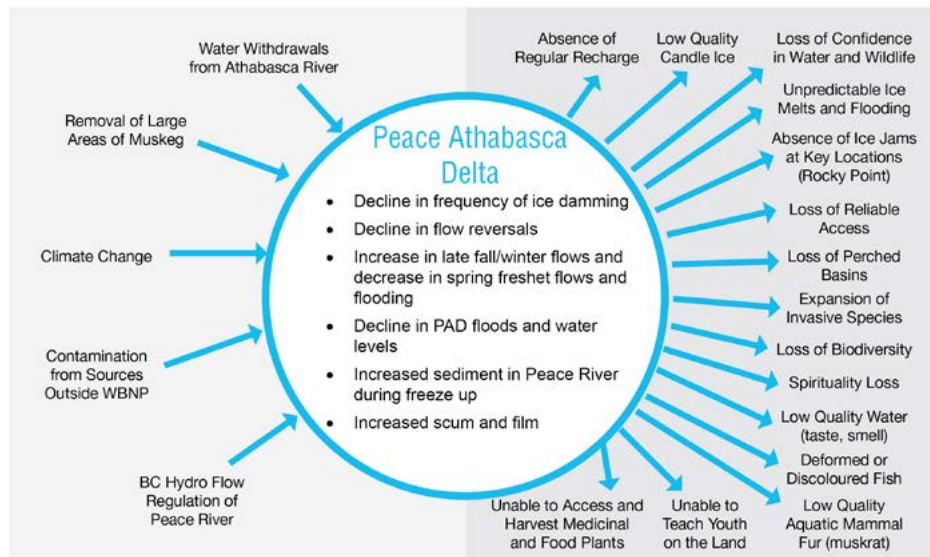 Water Withdrawals
from Athabasca River
Removal of Large
Areas of Muskeg
Climate Change
Contamination
from Sources
Outside WBNP
BC Hydro Flow
Regulation of
Peace River
Peace Athabasca
Delta
• Decline in frequency of ice damming
• Decline in flow reversals
• Increase in late fall/winter flows and
decrease in spring freshet flows and
flooding
• Decline in PAD floods and water
levels
• Increased sediment in Peace River
during freeze up
• Increased scum and film
Absence of
Regular Recharge
Low Quality
Candle Ice
Loss of Confidence
in Water and Wildlife
Unpredictable Ice
Melts and Flooding
Absence of Ice Jams
at Key Locations
(Rocky Point)
Loss of Reliable
Access
Loss of Perched
Basins
Expansion of
Invasive Species
Loss of Biodiversity
Spirituality Loss
Low Quality Water
(taste, smell)
Deformed or
Discoloured Fish
Low Quality
Aquatic Mammal
Fur (muskrat)
Unable to
Teach Youth
on the Land
Unable to Access and
Harvest Medicinal
and Food Plants